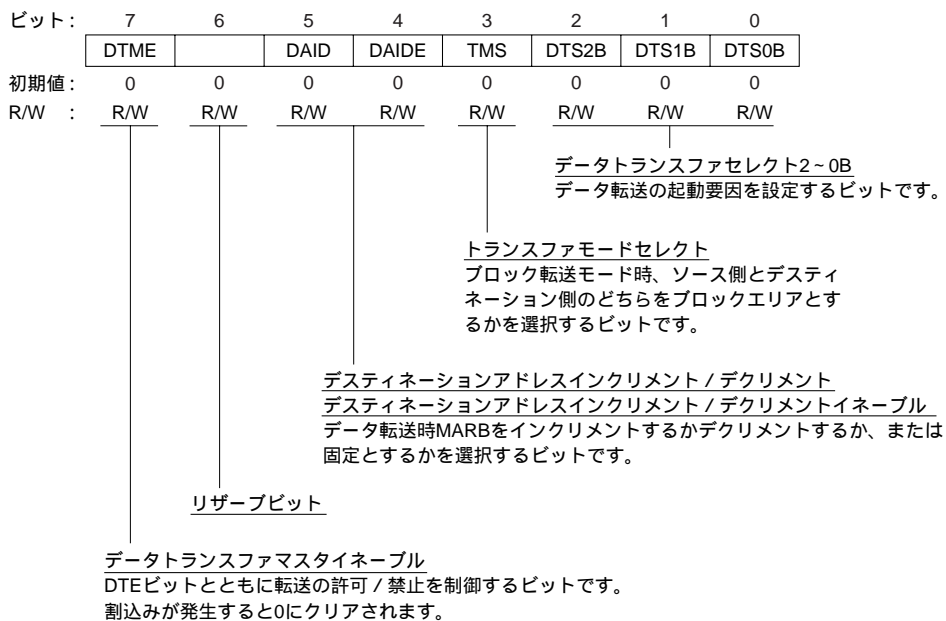 ビット : 7 6 5 4 3 2 1 0
DTME DAID DAIDE TMS DTS2B DTS1B DTS0B
初期値 : 0 0 0 0 0 0 0 0
R/W : R/W R/W R/W R/W R/W R/W R/W R/W
データトランスファセレクト2~0B
データ転送の起動要因を設定するビットです。
トランスファモードセレクト
ブロック転送モード時、ソース側とデスティ
ネーション側のどちらをブロックエリアとす
るかを選択するビットです。
デスティネーションアドレスインクリメント / デクリメント
デスティネーションアドレスインクリメント / デクリメントイネーブル
データ転送時MARBをインクリメントするかデクリメントするか、または
固定とするかを選択するビットです。
リザーブビット
データトランスファマスタイネーブル
DTEビットとともに転送の許可 / 禁止を制御するビットです。
割込みが発生すると0にクリアされます。